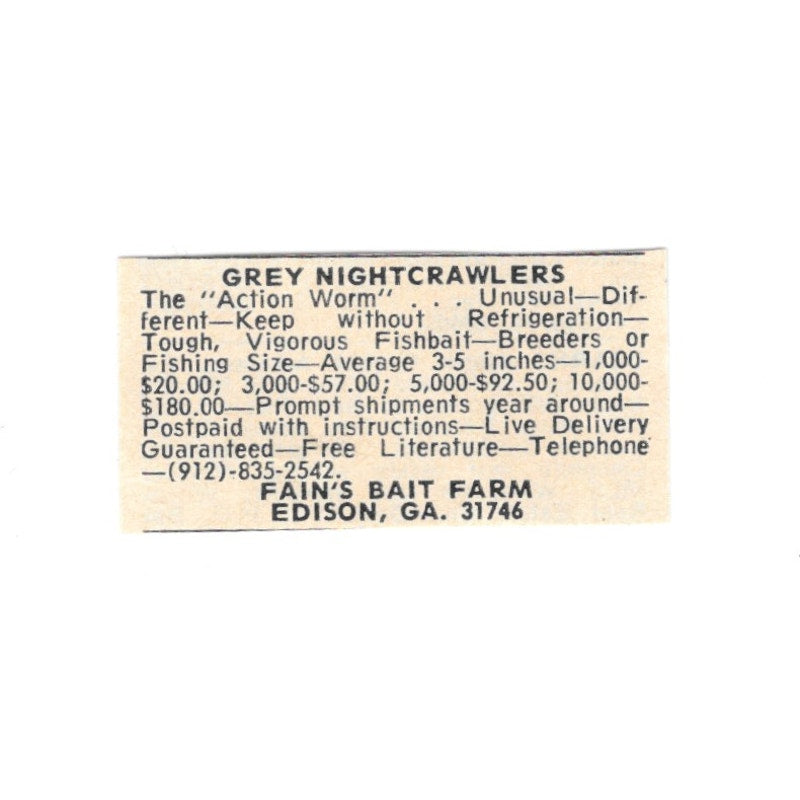 GREY NIGHTCRAWLERS
The "Action Worm" . . . Unusual—Dif-
ferent—Keep without Refrigeration—
Tough, Vigorous Fishbait—Breeders or
Fishing Size—Average 3-5 inches—1,000-
$20.00; 3,000-$57.00; 5,000-$92.50; 10,000-
$180.00—Prompt shipments year around—
Postpaid with instructions—Live Delivery
Guaranteed—Free Literature—Telephone
—(912)-835-2542.
FAIN'S BAIT FARM
EDISON, GA. 31746